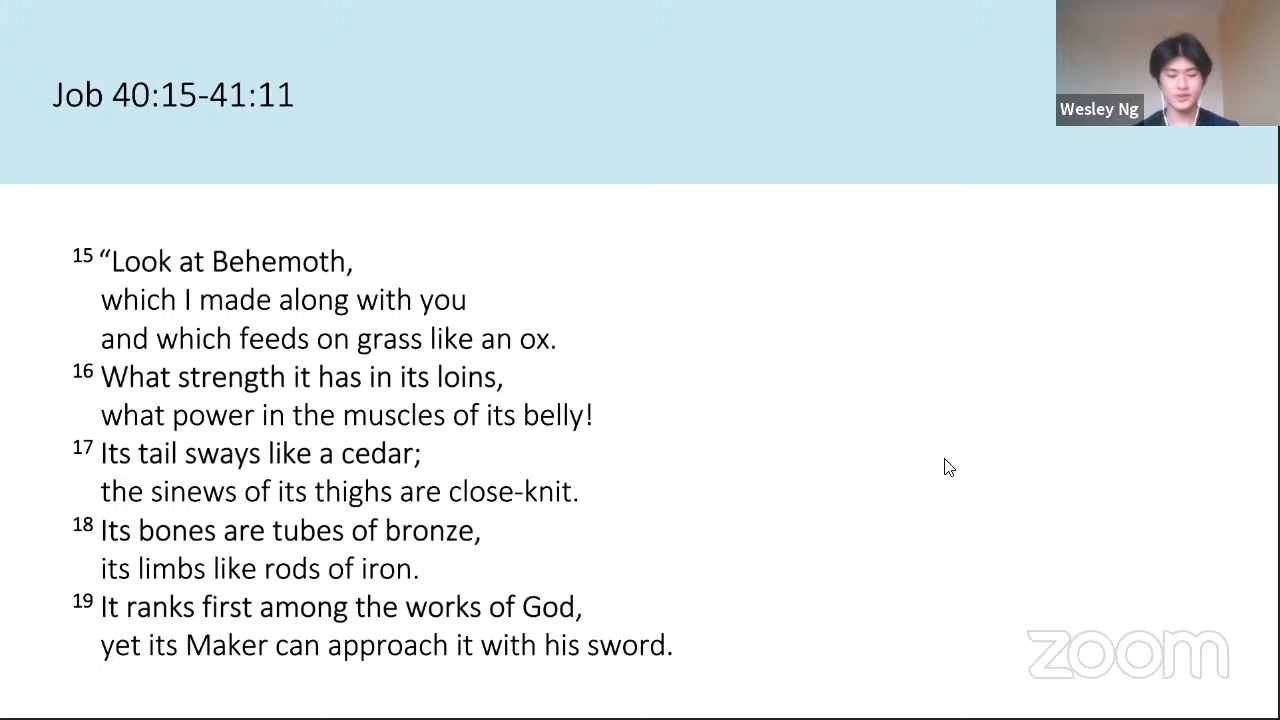 Job 40:15-41:11
Wesley Ng
15 “Look at Behemoth,
which I made along with you
and which feeds on grass like an ox.
16 What strength it has in its loins,
what power in the muscles of its belly!
17 Its tail sways like a cedar;
the sinews of its thighs are close-knit.
18 Its bones are tubes of bronze,
its limbs like rods of iron.
19 It ranks first among the works of God,
yet its Maker can approach it with his sword.
zoom